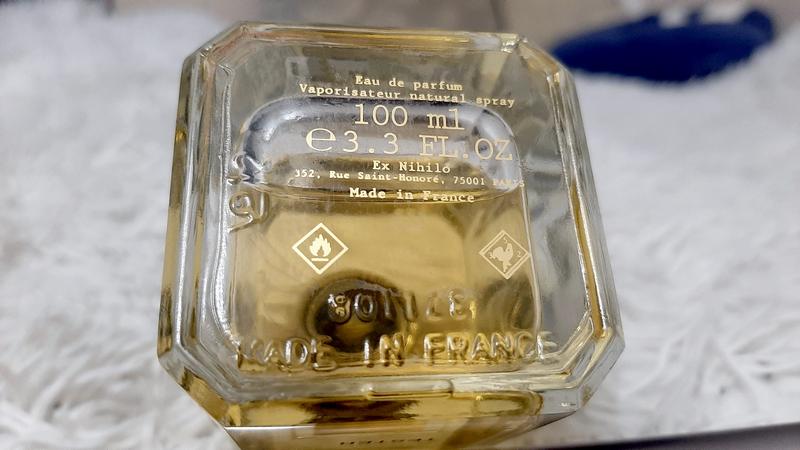 Eau de parfum
Vaporisateur natural spray
100 ml
℮ 3.3 FL.OZ
Ex Nihilo
352, Rue Saint-Honoré, 75001 PARIS
Made in France
BOTTLE
MADE IN FRANCE